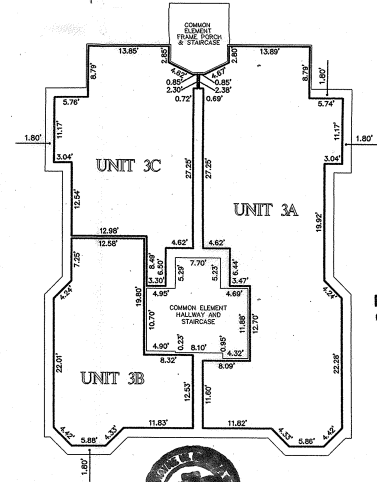 COMMON
ELEMENT
FRAME PORCH
& STAIRCASE
13.85' 2.85' 2.80' 13.89'
8.79' 4.62' 4.67' 8.79'
0.85' 0.85'
2.30' 2.38'
1.80'
5.76' 0.72' 0.69' 5.74'
11.17' 11.17'
1.80' 1.80'
3.04' 3.04'
UNIT 3C
27.25' 27.25'
12.54'
UNIT 3A
19.92'
12.98'
12.58'
4.62' 4.62'
7.25' 8.49' 6.50' 7.70' 6.44'
5.29' 5.23'
3.30' 3.47'
4.24' 4.95' 4.69' 4.24'
19.80' 10.70'
COMMON ELEMENT
HALLWAY AND
STAIRCASE
11.88' 12.70'
4.90' 0.23' 8.10' 0.95' 4.32'
8.32' 8.09'
22.01' 22.28'
UNIT 3B
12.53' 11.60'
4.42' 4.33' 11.83' 11.82' 4.33' 4.42'
5.88' 5.86'
1.80'